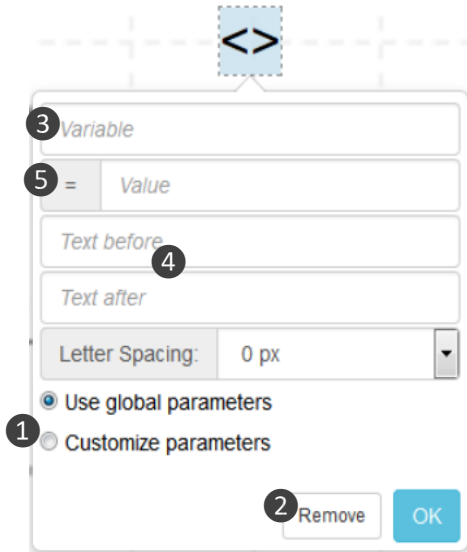 <>
3 Variable
5 = Value
Text before
4
Text after
Letter Spacing: 0 px
Use global parameters
1
Customize parameters
2 Remove OK